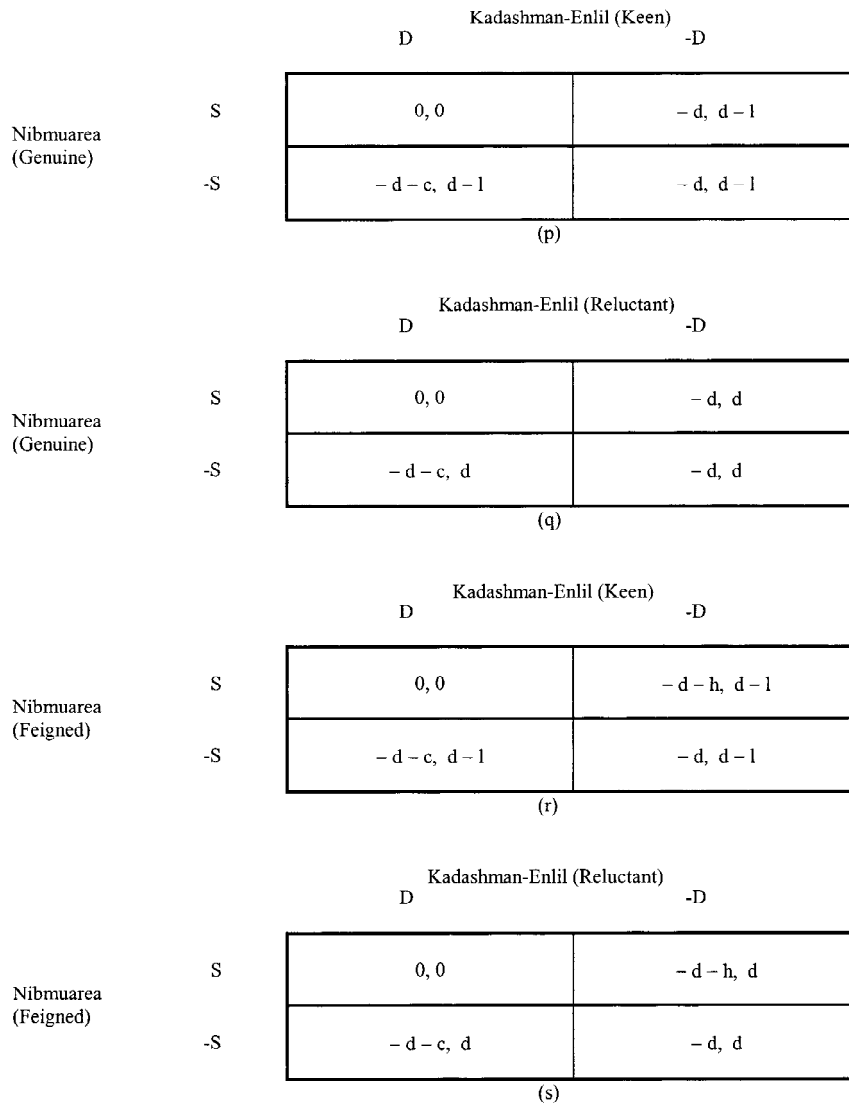 Kadashman-Enlil (Keen)
D -D
Nibmuarea
(Genuine)
S 0, 0 – d, d – l
-S – d – c, d – l – d, d – l
(p)
Kadashman-Enlil (Reluctant)
D -D
Nibmuarea
(Genuine)
S 0, 0 – d, d
-S – d – c, d – d, d
(q)
Kadashman-Enlil (Keen)
D -D
Nibmuarea
(Feigned)
S 0, 0 – d – h, d – l
-S – d – c, d – l – d, d – l
(r)
Kadashman-Enlil (Reluctant)
D -D
Nibmuarea
(Feigned)
S 0, 0 – d – h, d
-S – d – c, d – d, d
(s)